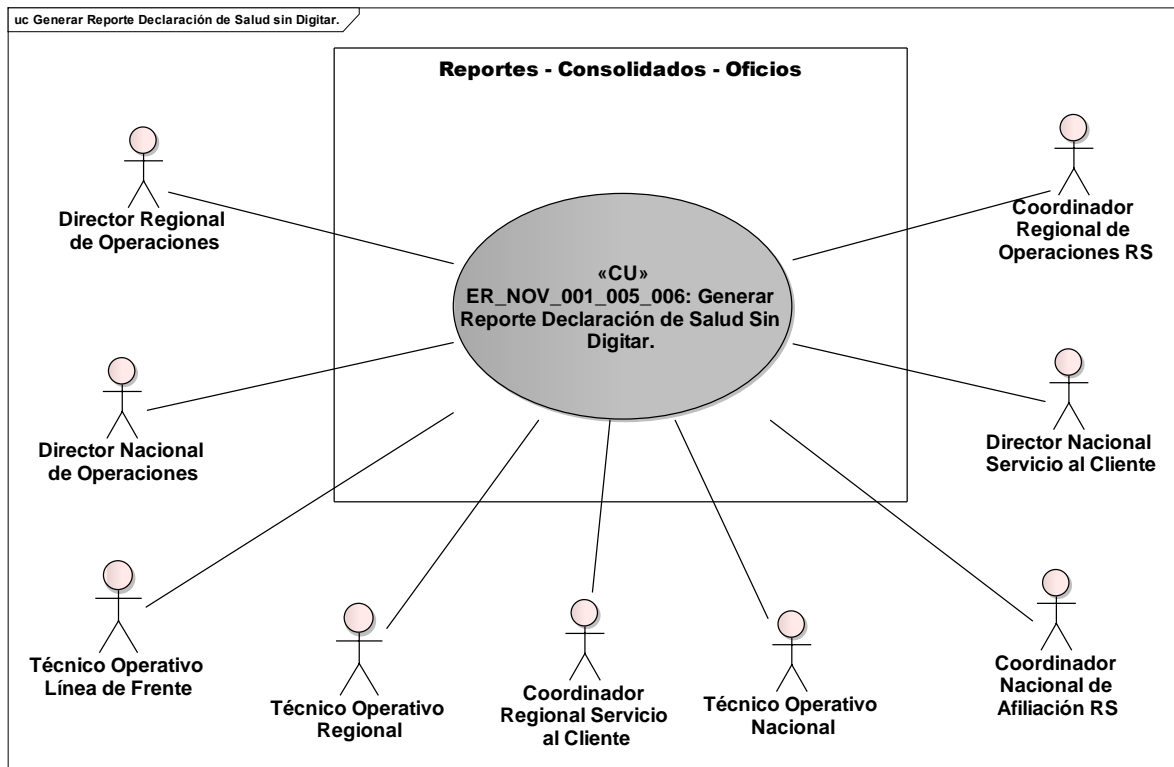 uc Generar Reporte Declaración de Salud sin Digitar.
Reportes - Consolidados - Oficios
Director Regional
de Operaciones
Coordinador
Regional de
Operaciones RS
«CU»
ER_NOV_001_005_006: Generar
Reporte Declaración de Salud Sin
Digitar.
Director Nacional
de Operaciones
Director Nacional
Servicio al Cliente
Técnico Operativo
Línea de Frente
Técnico Operativo
Regional
Coordinador
Regional Servicio
al Cliente
Técnico Operativo
Nacional
Coordinador
Nacional de
Afiliación RS